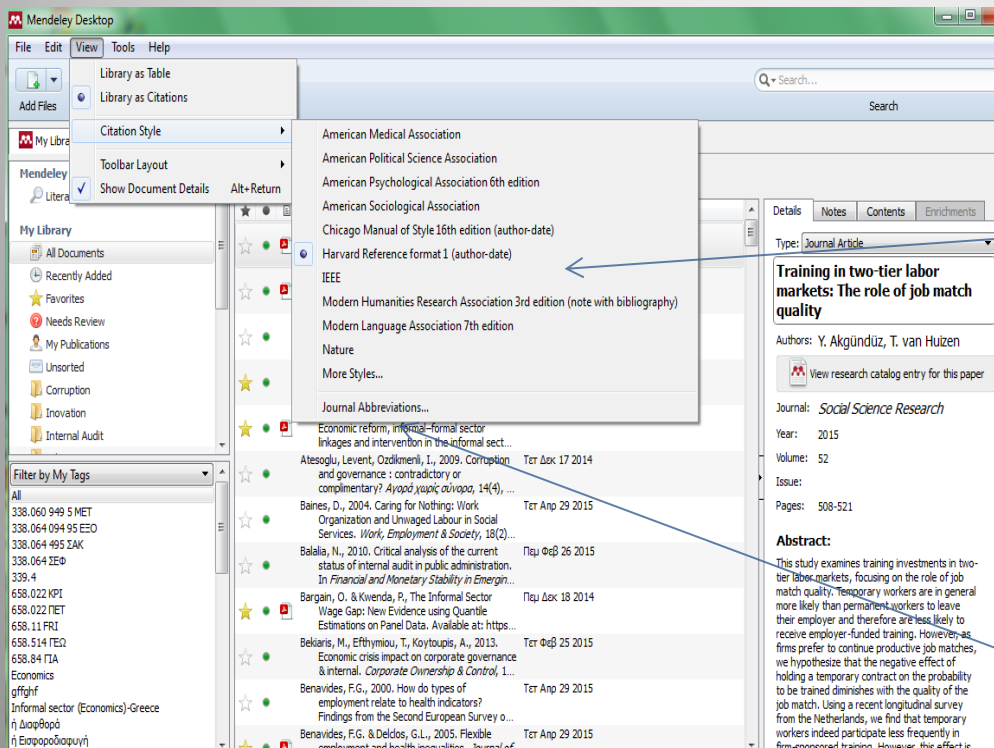 Mendeley Desktop
File Edit View Tools Help
Library as Table
Library as Citations
Citation Style
Toolbar Layout
Show Document Details Alt+Return
Add Files
Search...
Search
My Libra
Mendeley
Litera
My Library
All Documents
Recently Added
Favorites
Needs Review
My Publications
Unsorted
Corruption
Inovation
Internal Audit
Filter by My Tags
All
338.060 949 5 ΜΕΤ
338.064 094 95 ΕΣΟ
338.064 495 ΣΑΚ
338.064 ΣΕΦ
339.4
658.022 ΚΡΙ
658.022 ΠΕΤ
658.11 FRI
658.514 ΓΕΩ
658.84 ΓΙΑ
Economics
gffghf
Informal sector (Economics)-Greece
ή Διαφθορά
ή Εισφοροδιαφυγή
American Medical Association
American Political Science Association
American Psychological Association 6th edition
American Sociological Association
Chicago Manual of Style 16th edition (author-date)
Harvard Reference format 1 (author-date)
IEEE
Modern Humanities Research Association 3rd edition (note with bibliography)
Modern Language Association 7th edition
Nature
More Styles...
Journal Abbreviations...
Economic reform, informal–formal sector
linkages and intervention in the informal sect...
Atesoglu, Levent, Ozdikmenli, I., 2009. Corruption Τετ Δεκ 17 2014
and governance : contradictory or
complimentary? Αγορά χωρίς σύνορα, 14(4), ...
Baines, D., 2004. Caring for Nothing: Work Τετ Απρ 29 2015
Organization and Unwaged Labour in Social
Services. Work, Employment & Society, 18(2)...
Balalia, N., 2010. Critical analysis of the current Πεμ Φεβ 26 2015
status of internal audit in public administration.
In Financial and Monetary Stability in Emergin...
Bargain, O. & Kwenda, P., The Informal Sector Πεμ Δεκ 18 2014
Wage Gap: New Evidence using Quantile
Estimations on Panel Data. Available at: https...
Bekiaris, M., Efthymiou, T., Koytoupis, A., 2013. Τετ Φεβ 25 2015
Economic crisis impact on corporate governance
& internal. Corporate Ownership & Control, 1...
Benavides, F.G., 2000. How do types of Τετ Απρ 29 2015
employment relate to health indicators?
Findings from the Second European Survey o...
Benavides, F.G. & Deldos, G.L., 2005. Flexible Τετ Απρ 29 2015
employment and health inequalities. Journal of
Details Notes Contents Enrichments
Type: Journal Article
Training in two-tier labor
markets: The role of job match
quality
Authors: Y. Akgündüz, T. van Huizen
View research catalog entry for this paper
Journal: Social Science Research
Year: 2015
Volume: 52
Issue:
Pages: 508-521
Abstract:
This study examines training investments in two-
tier labor markets, focusing on the role of job
match quality. Temporary workers are in general
more likely than permanent workers to leave
their employer and therefore are less likely to
receive employer-funded training. However, as
firms prefer to continue productive job matches,
we hypothesize that the negative effect of
holding a temporary contract on the probability
to be trained diminishes with the quality of the
job match. Using a recent longitudinal survey
from the Netherlands, we find that temporary
workers indeed participate less frequently in
firm-sponsored training. However, this effect is